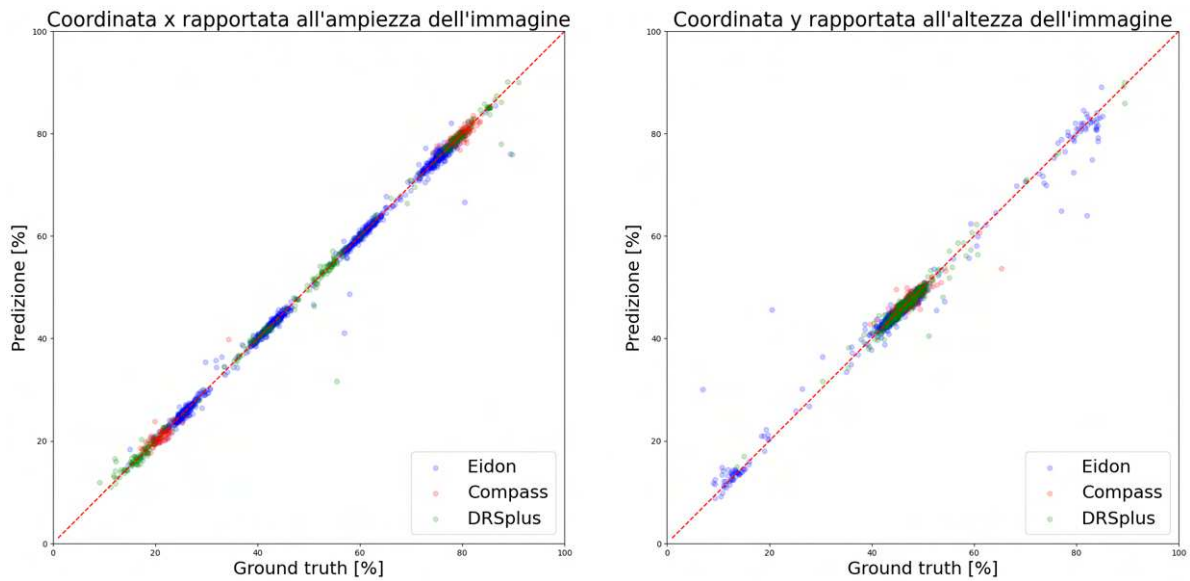 Coordinata x rapportata all'ampiezza dell'immagine
100
80
60
40
20
0
0 20 40 60 80 100
Predizione [%]
Ground truth [%]
Eidon
Compass
DRSplus
Coordinata y rapportata all'altezza dell'immagine
100
80
60
40
20
0
0 20 40 60 80 100
Predizione [%]
Ground truth [%]
Eidon
Compass
DRSplus